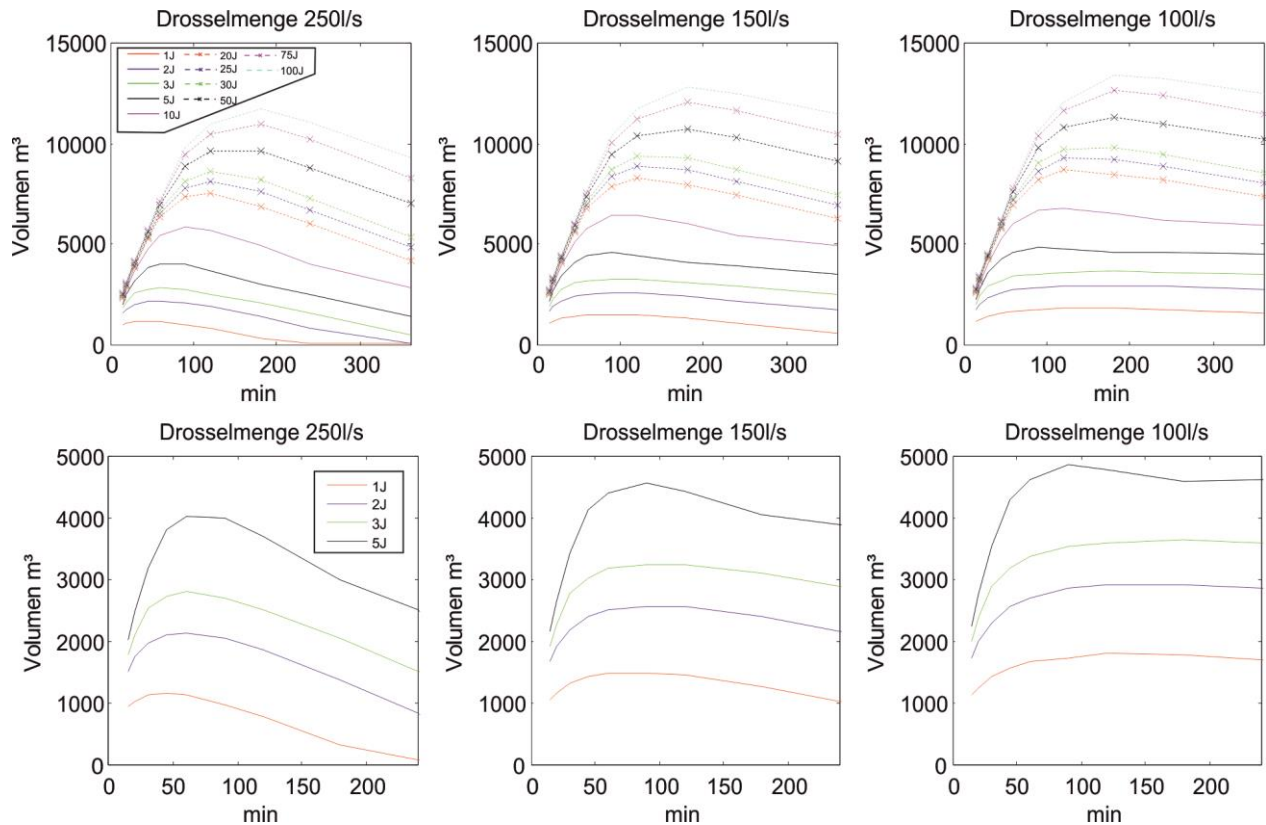 Drosselmenge 250l/s
Drosselmenge 150l/s
Drosselmenge 100l/s
15000
10000
5000
0
Volumen m³
1J
20J
75J
2J
25J
100J
3J
30J
5J
50J
10J
0 100 200 300
min
15000
10000
5000
0
Volumen m³
0 100 200 300
min
15000
10000
5000
0
Volumen m³
0 100 200 300
min
Drosselmenge 250l/s
Drosselmenge 150l/s
Drosselmenge 100l/s
5000
4000
3000
2000
1000
0
Volumen m³
1J
2J
3J
5J
0 50 100 150 200
min
5000
4000
3000
2000
1000
0
Volumen m³
0 50 100 150 200
min
5000
4000
3000
2000
1000
0
Volumen m³
0 50 100 150 200
min